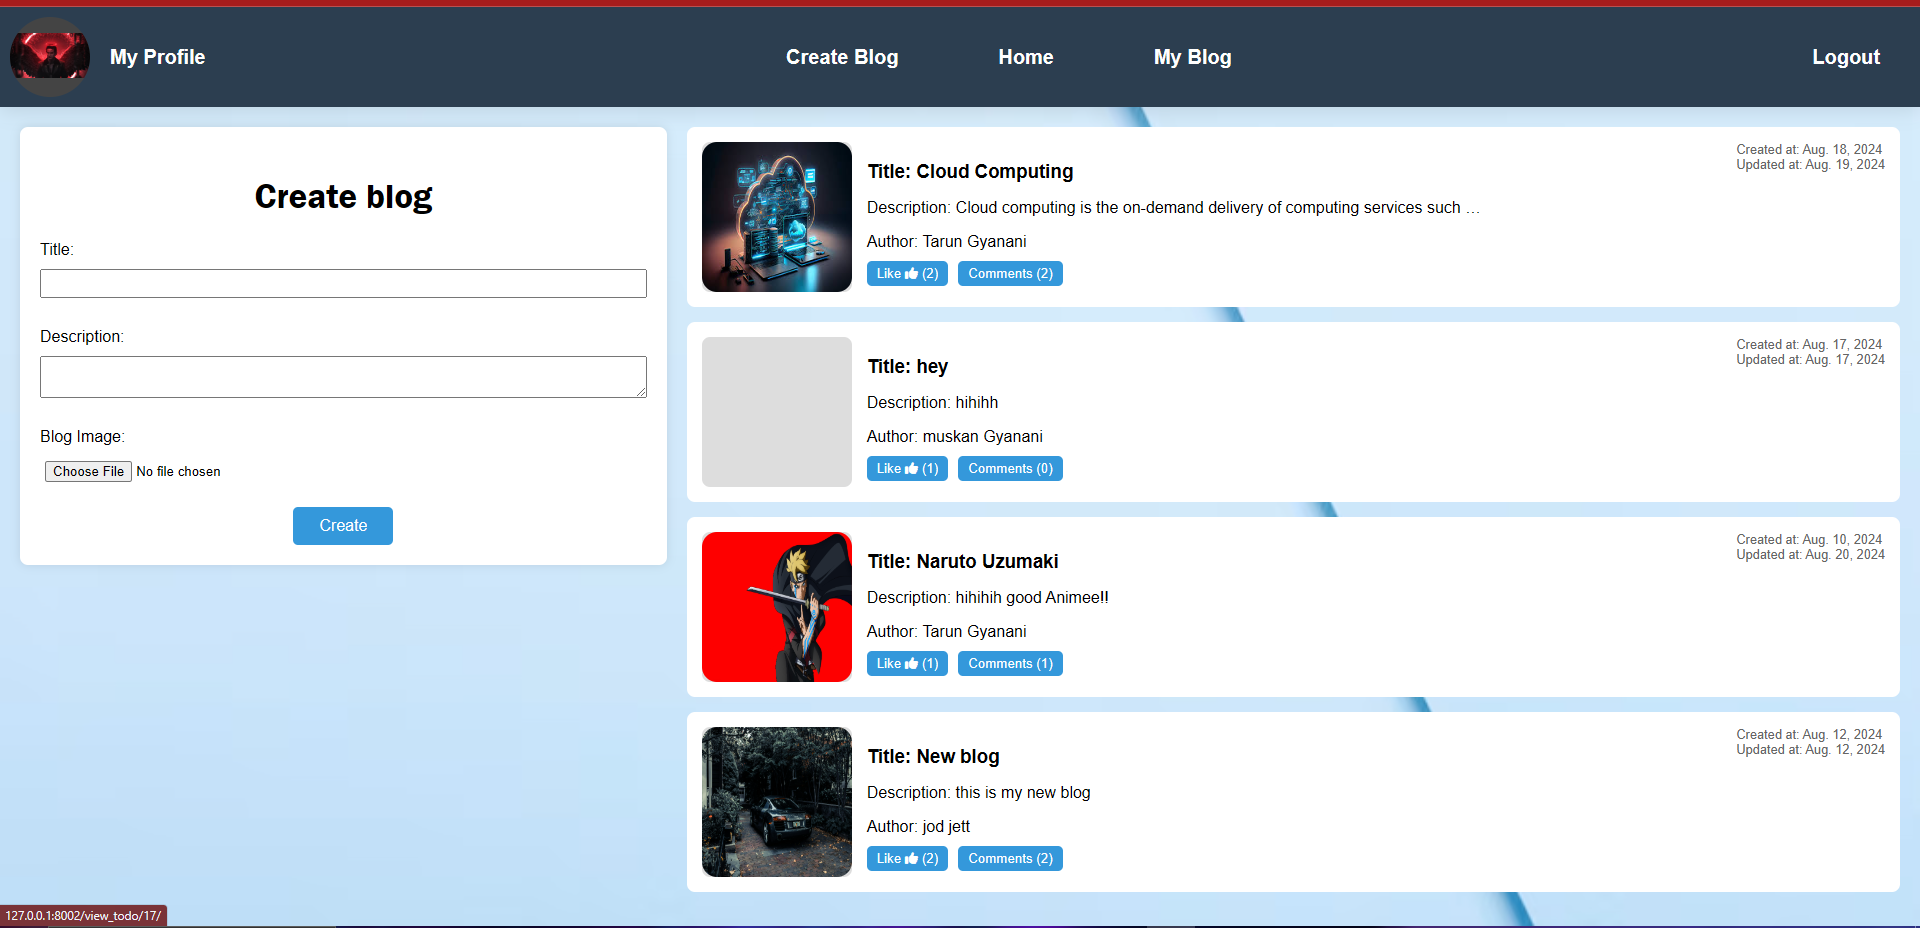 My Profile
Create Blog
Home
My Blog
Logout
Create blog
Title:
Description:
Blog Image:
Choose File No file chosen
Create
Title: Cloud Computing
Description: Cloud computing is the on-demand delivery of computing services such …
Author: Tarun Gyanani
Like (2)
Comments (2)
Created at: Aug. 18, 2024
Updated at: Aug. 19, 2024
Title: hey
Description: hihihh
Author: muskan Gyanani
Like (1)
Comments (0)
Created at: Aug. 17, 2024
Updated at: Aug. 17, 2024
Title: Naruto Uzumaki
Description: hihihih good Animee!!
Author: Tarun Gyanani
Like (1)
Comments (1)
Created at: Aug. 10, 2024
Updated at: Aug. 20, 2024
Title: New blog
Description: this is my new blog
Author: jod jett
Like (2)
Comments (2)
Created at: Aug. 12, 2024
Updated at: Aug. 12, 2024
127.0.0.1:8002/view_todo/17/